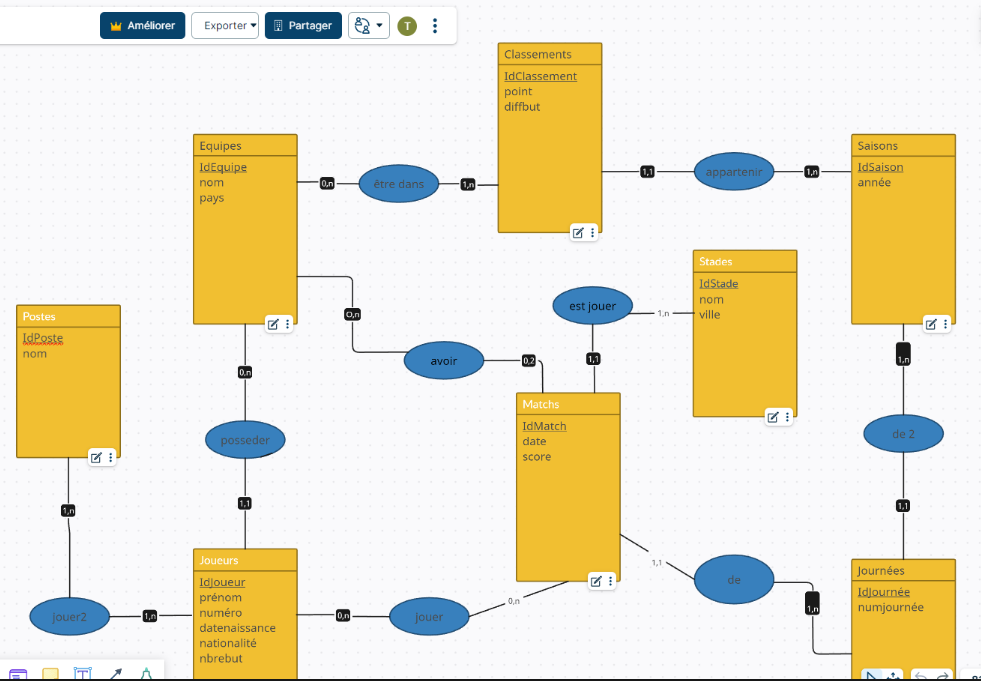 Améliorer
Exporter
Partager
T
Classements
IdClassement
point
diffbut
Equipes
IdEquipe
nom
pays
0,n
être dans
1,n
1,1
appartenir
1,n
Saisons
IdSaison
année
Stades
IdStade
nom
ville
est jouer
1,n
1,1
O,n
avoir
0,2
Postes
IdPoste
nom
0,n
posseder
1,1
Matchs
IdMatch
date
score
1,n
de 2
1,1
1,n
jouer2
1,n
Joueurs
IdJoueur
prénom
numéro
datenaissance
nationalité
nbrebut
0,n
jouer
0,n
1,1
de
1,n
Journées
IdJournée
numjournée